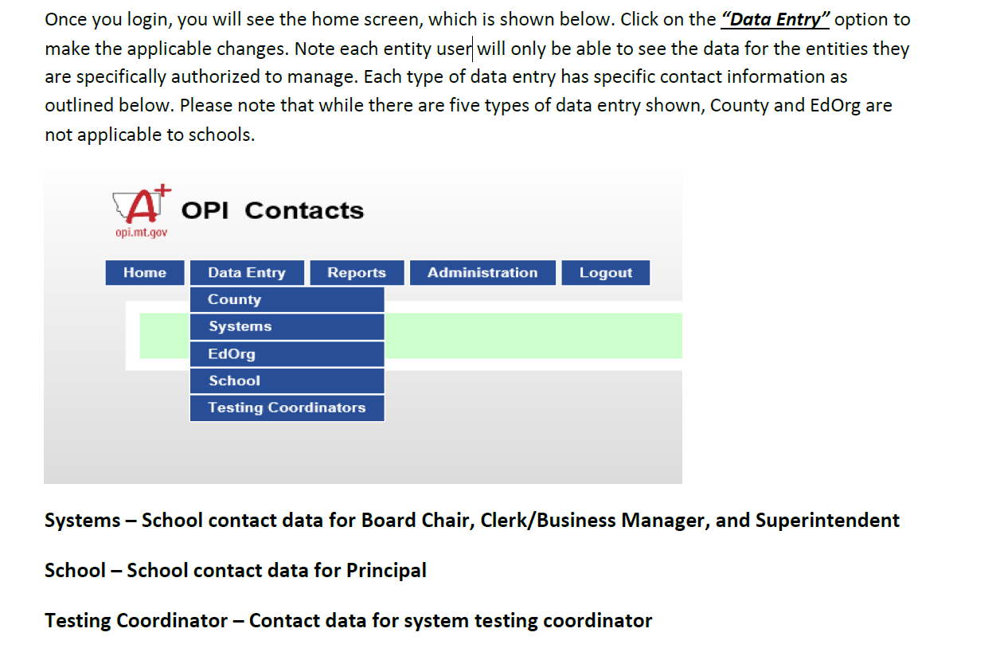 Once you login, you will see the home screen, which is shown below. Click on the “Data Entry” option to
make the applicable changes. Note each entity user will only be able to see the data for the entities they
are specifically authorized to manage. Each type of data entry has specific contact information as
outlined below. Please note that while there are five types of data entry shown, County and EdOrg are
not applicable to schools.
A+
OPI Contacts
opi.mt.gov
Home Data Entry Reports Administration Logout
County
Systems
EdOrg
School
Testing Coordinators
Systems – School contact data for Board Chair, Clerk/Business Manager, and Superintendent
School – School contact data for Principal
Testing Coordinator – Contact data for system testing coordinator